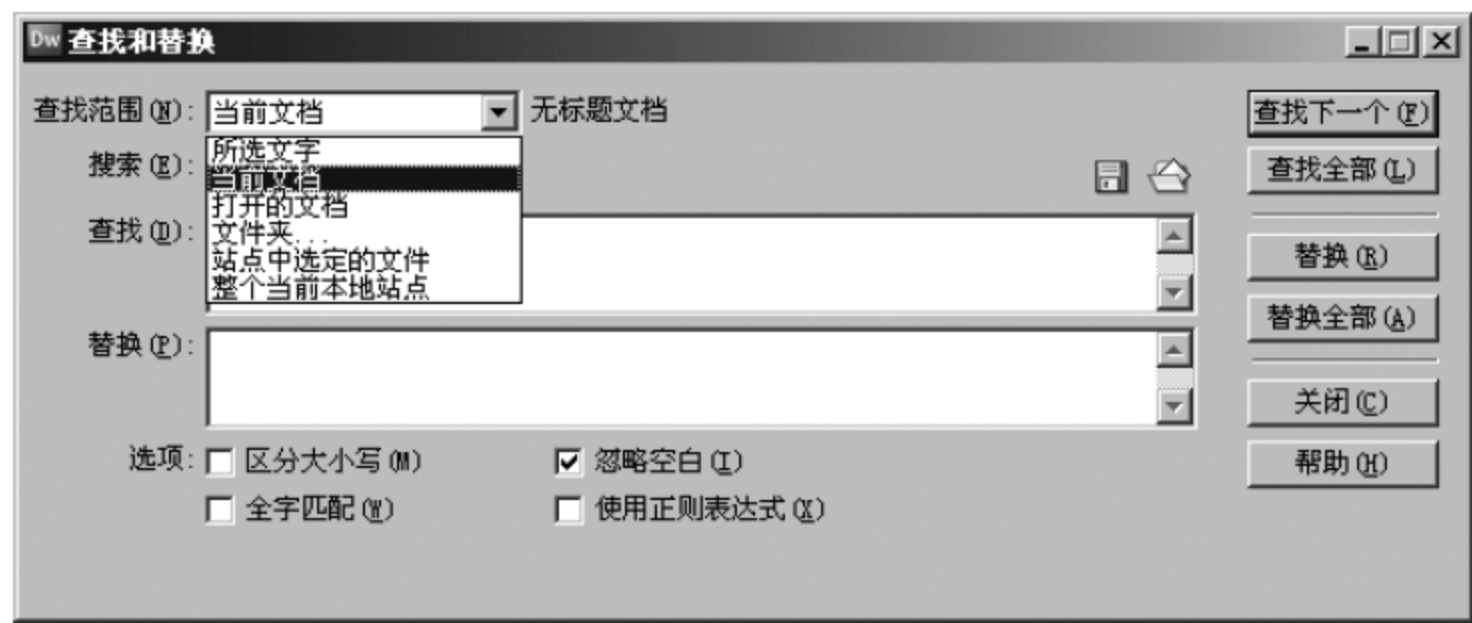 Dw 查找和替换
查找范围(N): 当前文档 无标题文档 查找下一个(F)
所选文字
搜索(E): 当前文档 查找全部(L)
打开的文档
查找(D): 文件夹...
站点中选定的文件 替换(R)
整个当前本地站点
替换全部(A)
替换(P):
关闭(C)
选项: 区分大小写(M) 忽略空白(I) 帮助(H)
全字匹配(W) 使用正则表达式(X)